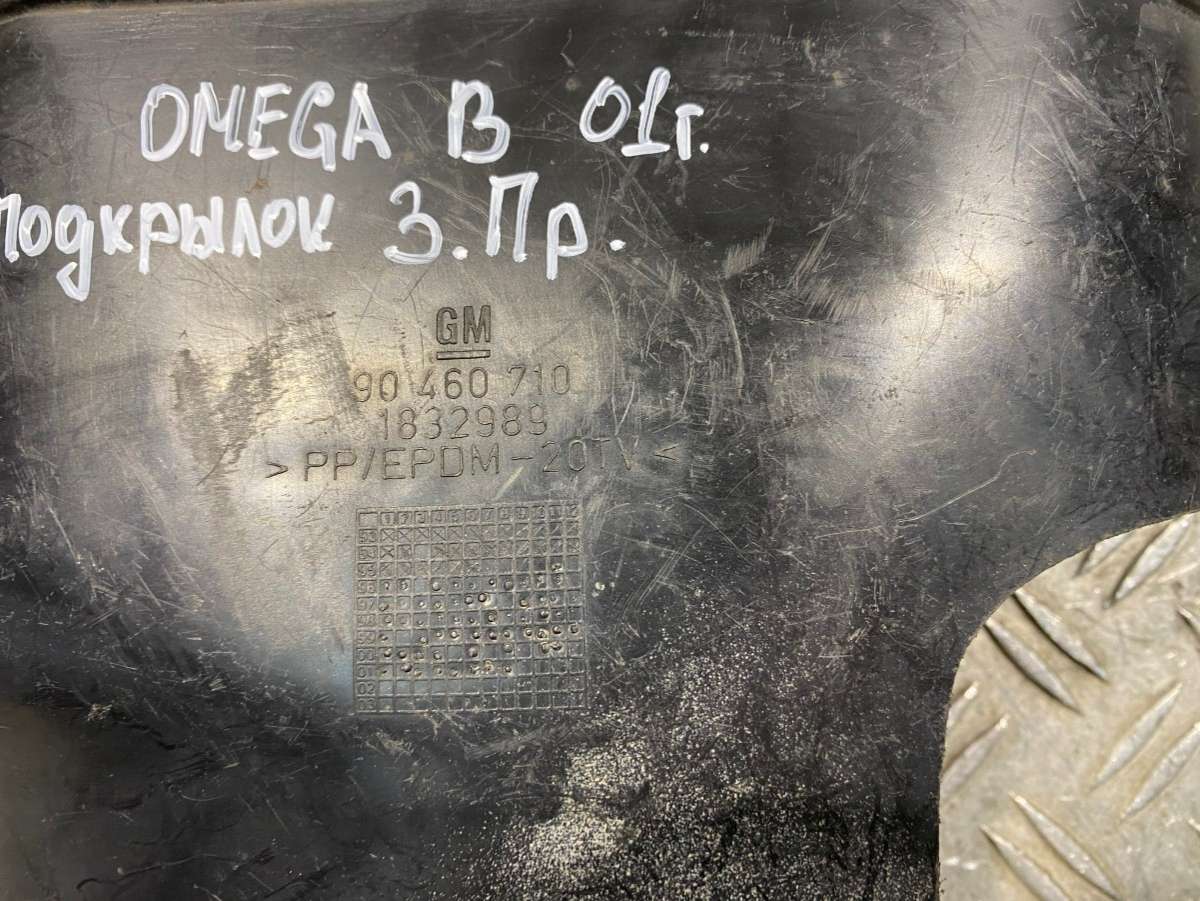 OMEGA B 01г.
подкрылок З.Пр.
GM
90 460 710
1832989
> PP/EPDM - 20TV <